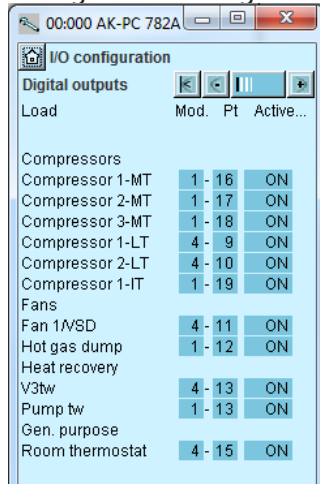 00:000 AK-PC 782A
I/O configuration
Digital outputs
Load Mod. Pt Active...
Compressors
Compressor 1-MT 1 - 16 ON
Compressor 2-MT 1 - 17 ON
Compressor 3-MT 1 - 18 ON
Compressor 1-LT 4 - 9 ON
Compressor 2-LT 4 - 10 ON
Compressor 1-IT 1 - 19 ON
Fans
Fan 1/VSD 4 - 11 ON
Hot gas dump 1 - 12 ON
Heat recovery
V3tw 4 - 13 ON
Pump tw 1 - 13 ON
Gen. purpose
Room thermostat 4 - 15 ON